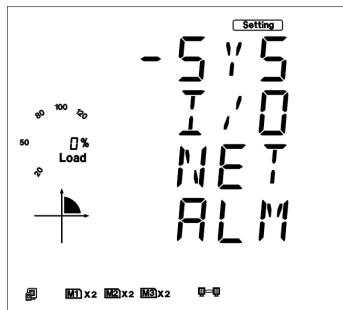 Setting
-SYS
I/O
NET
ALM
20
50
80
100
120
0%
Load
M1 X2 M2 X2 M3 X2